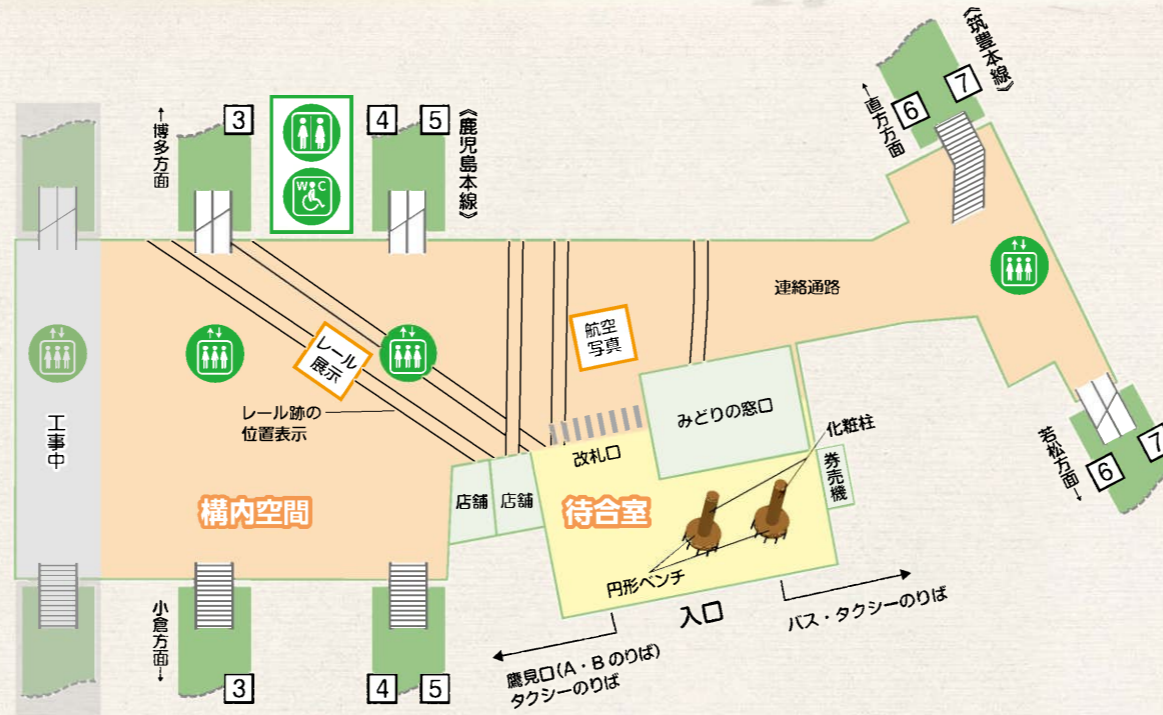 《筑豊本線》
7
6
←直方方面
3
4
5
《鹿児島本線》
←博多方面
WC
連絡通路
航空
写真
レール
展示
レール跡の
位置表示
みどりの窓口
改札口
化粧柱
券売機
工事中
構内空間
店舗
店舗
待合室
円形ベンチ
入口
若松方面→
6
7
バス・タクシーのりば
鷹見口(A・Bのりば)
タクシーのりば
小倉方面→
3
4
5